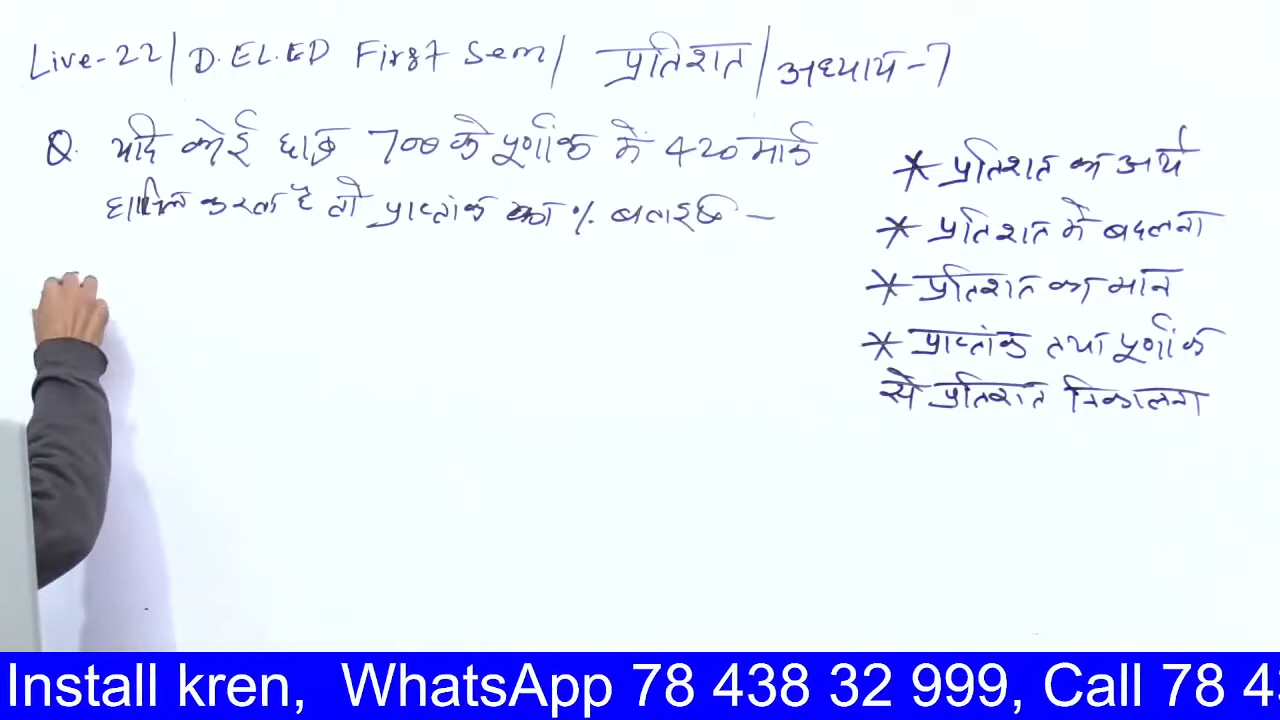 Live-22 | D.EL.ED First Sem / प्रतिशत / अध्याय-7
Q. यदि कोई छात्र 700 के पूर्णांक में 420 मार्क
हासिल करता है तो प्राप्तांक का % बताइए —
* प्रतिशत का अर्थ
* प्रतिशत में बदलना
* प्रतिशत का मान
* प्राप्तांक तथा पूर्णांक
से प्रतिशत निकालना
Install kren, WhatsApp 78 438 32 999, Call 78 4